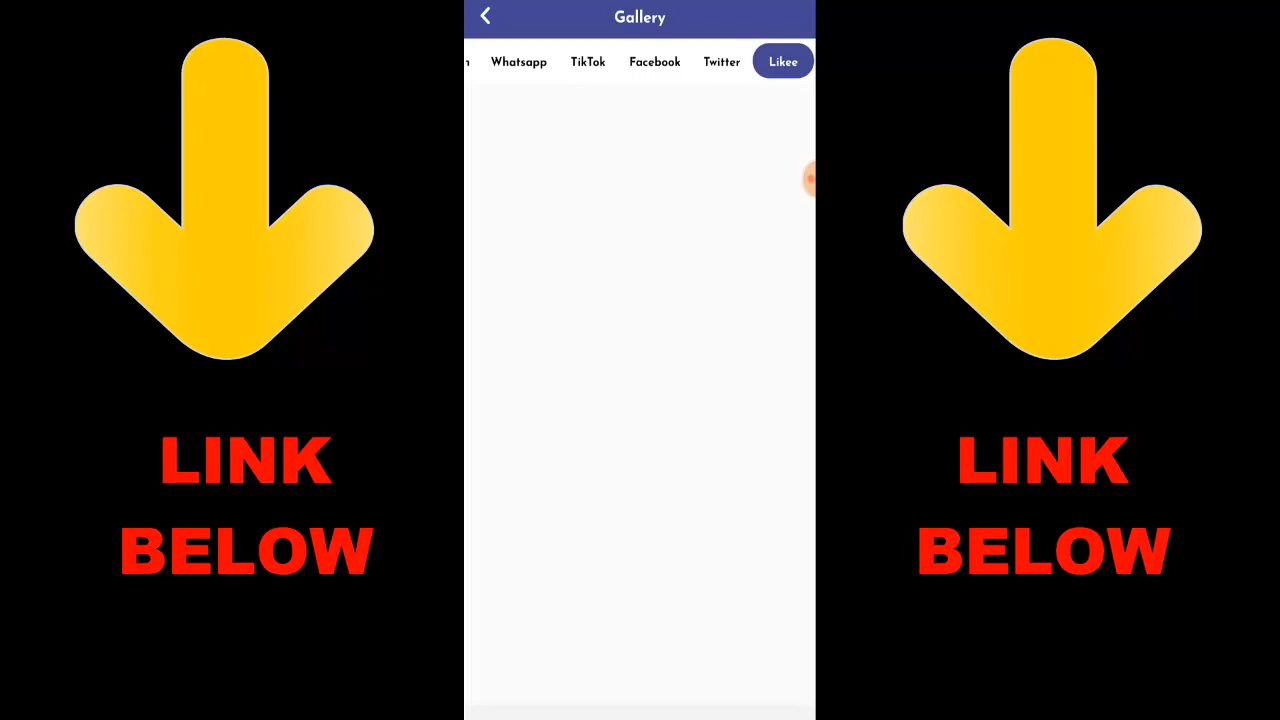 Gallery
n Whatsapp TikTok Facebook Twitter Likee
LINK
BELOW
LINK
BELOW